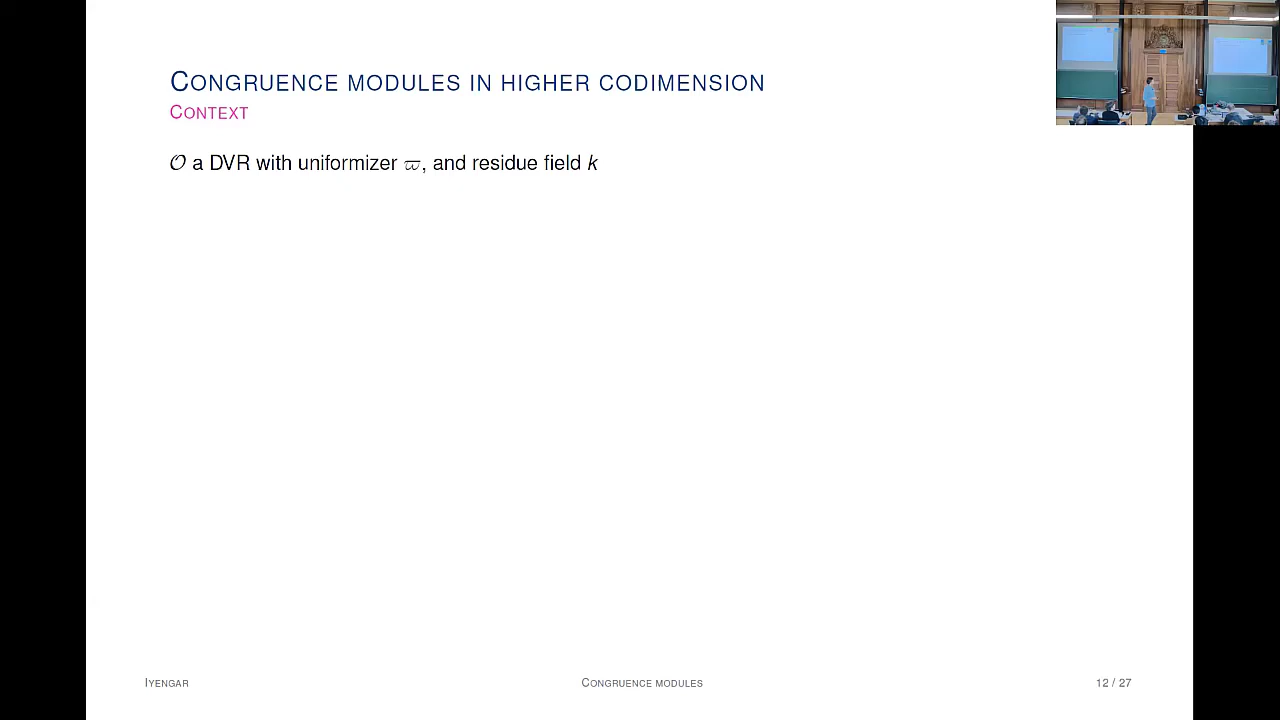 CONGRUENCE MODULES IN HIGHER CODIMENSION
CONTEXT
𝒪 a DVR with uniformizer ϖ, and residue field k
IYENGAR
CONGRUENCE MODULES
12 / 27